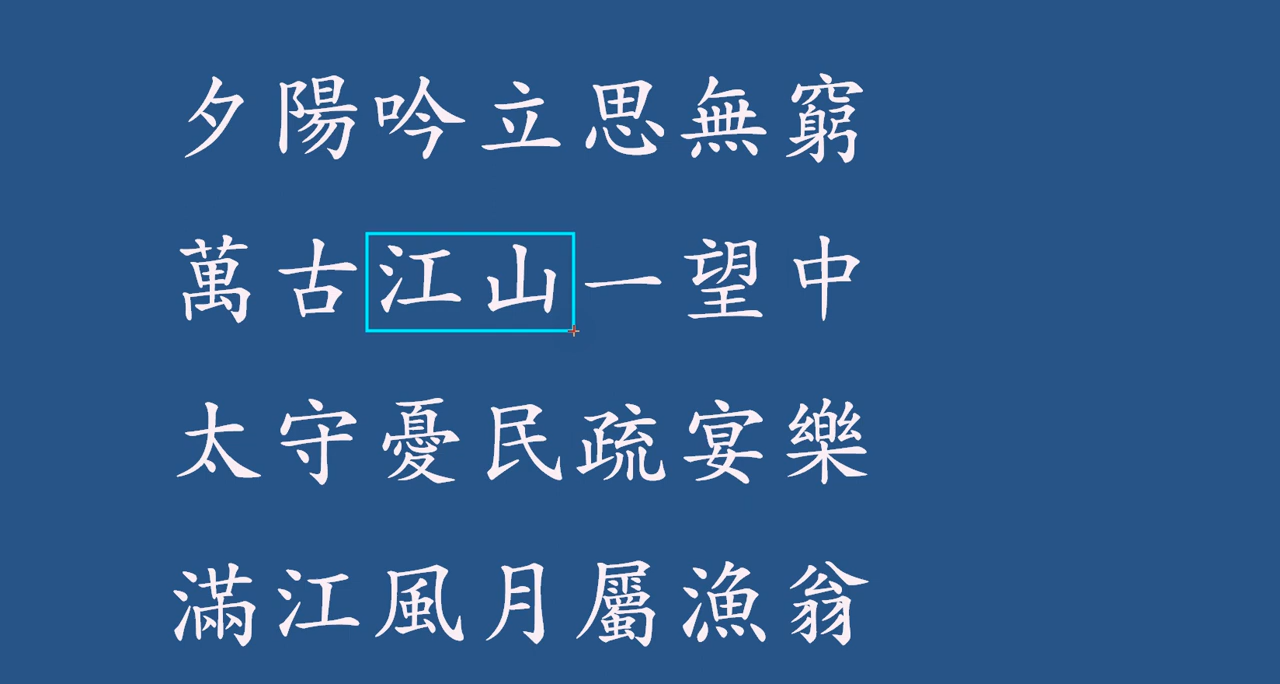 夕陽吟立思無窮
萬古江山一望中
太守憂民疏宴樂
滿江風月屬漁翁